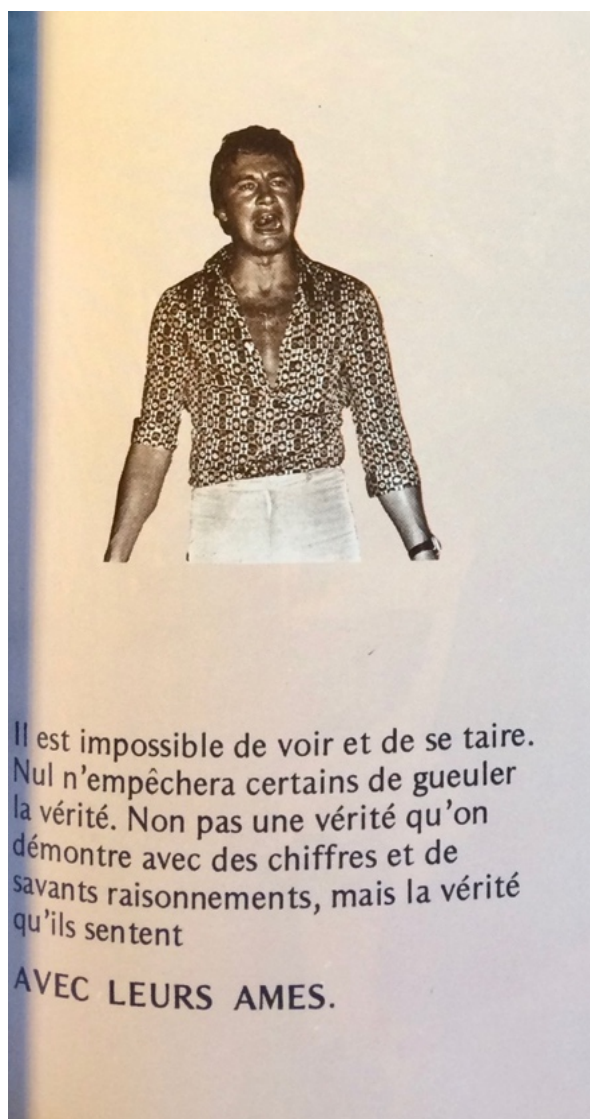 Il est impossible de voir et de se taire.
Nul n'empêchera certains de gueuler
la vérité. Non pas une vérité qu'on
démontre avec des chiffres et de
savants raisonnements, mais la vérité
qu'ils sentent
AVEC LEURS AMES.